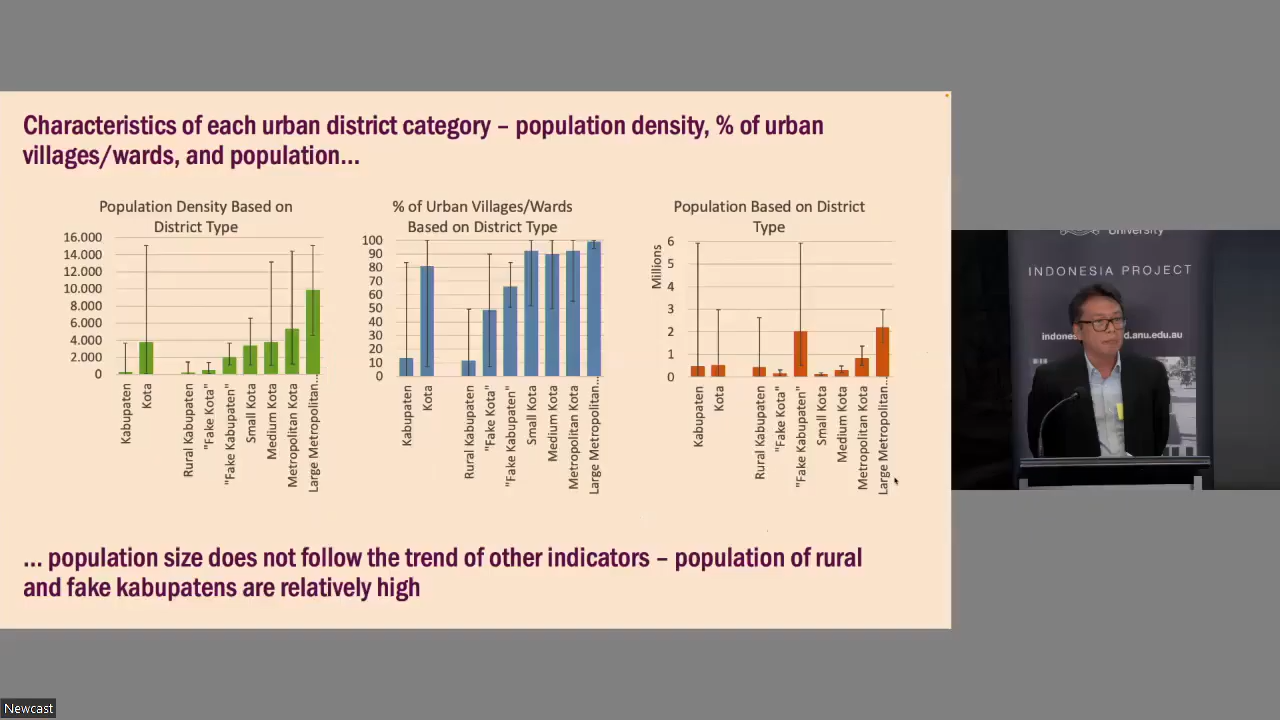 Characteristics of each urban district category – population density, % of urban
villages/wards, and population...
Population Density Based on
District Type
16.000
14.000
12.000
10.000
8.000
6.000
4.000
2.000
0
Kabupaten
Kota
Rural Kabupaten
"Fake Kota"
"Fake Kabupaten"
Small Kota
Medium Kota
Metropolitan Kota
Large Metropolitan...
% of Urban Villages/Wards
Based on District Type
100
90
80
70
60
50
40
30
20
10
0
Kabupaten
Kota
Rural Kabupaten
"Fake Kota"
"Fake Kabupaten"
Small Kota
Medium Kota
Metropolitan Kota
Large Metropolitan...
Population Based on District
Type
Millions
6
5
4
3
2
1
0
Kabupaten
Kota
Rural Kabupaten
"Fake Kota"
"Fake Kabupaten"
Small Kota
Medium Kota
Metropolitan Kota
Large Metropolitan...
... population size does not follow the trend of other indicators – population of rural
and fake kabupatens are relatively high
University
INDONESIA PROJECT
d.anu.edu.au
Newcast